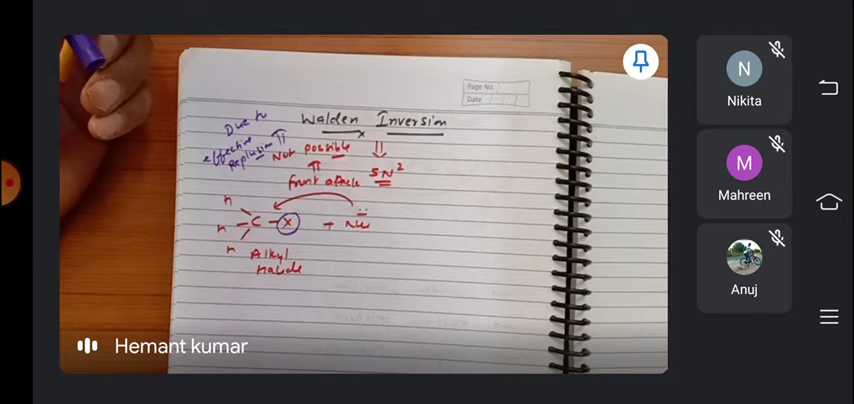 Page No
Date
Walden Inversion
Due to
effective
Replusion
Not possible
SN²
front attack
H
H C - X + Nu
H
Alkyl
Halide
Hemant kumar
N
Nikita
M
Mahreen
Anuj